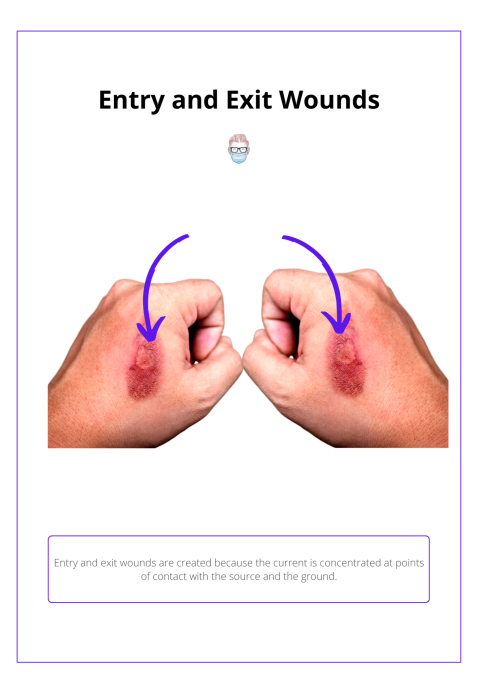 Entry and Exit Wounds
Entry and exit wounds are created because the current is concentrated at points
of contact with the source and the ground.